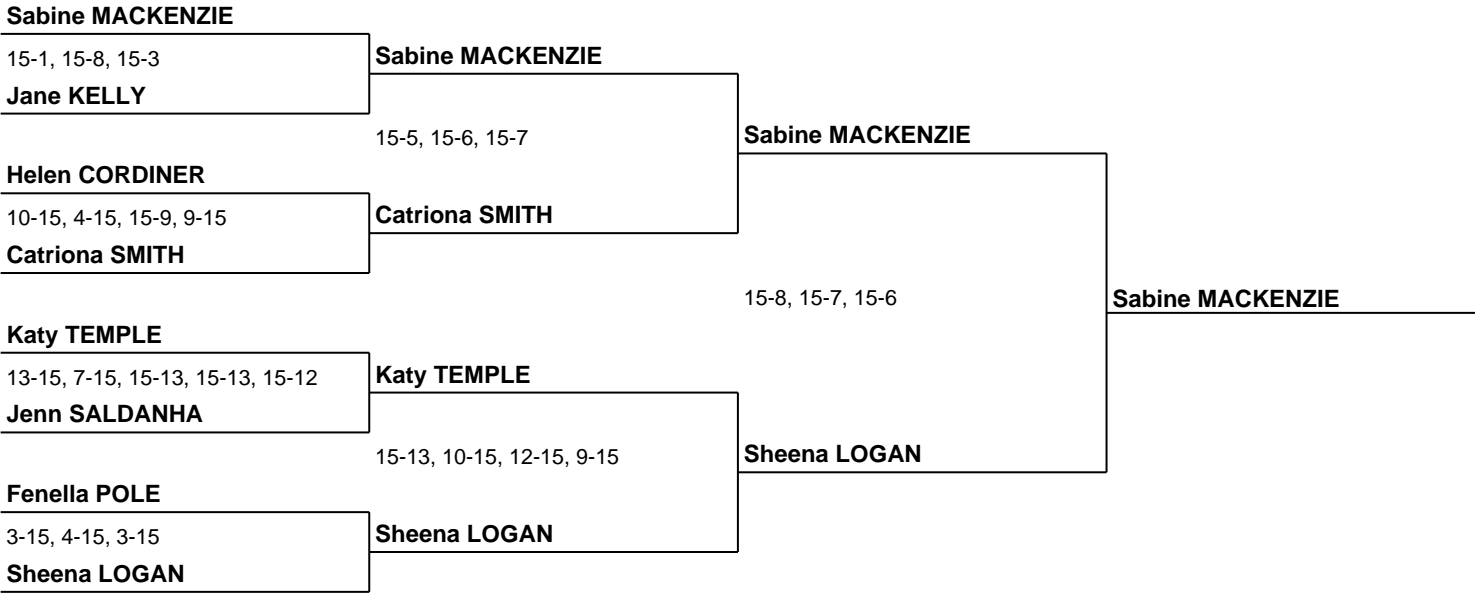 Sabine MACKENZIE
15-1, 15-8, 15-3
Jane KELLY
Helen CORDINER
10-15, 4-15, 15-9, 9-15
Catriona SMITH
Katy TEMPLE
13-15, 7-15, 15-13, 15-13, 15-12
Jenn SALDANHA
Fenella POLE
3-15, 4-15, 3-15
Sheena LOGAN
Sabine MACKENZIE
15-5, 15-6, 15-7
Catriona SMITH
Katy TEMPLE
15-13, 10-15, 12-15, 9-15
Sheena LOGAN
Sabine MACKENZIE
15-8, 15-7, 15-6
Sheena LOGAN
Sabine MACKENZIE